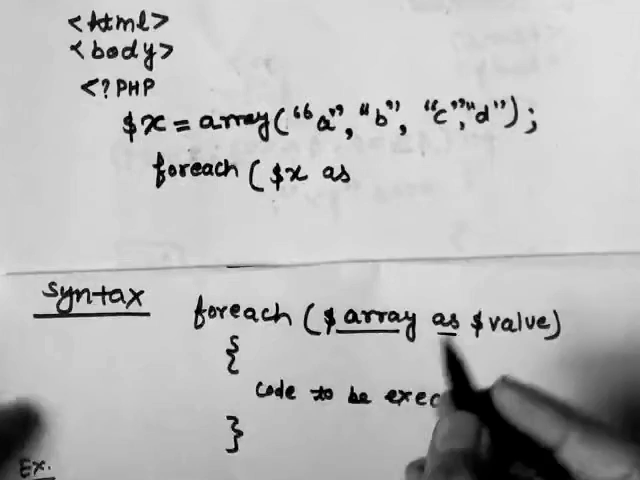 <html>
<body>
<?PHP
$x = array("a", "b", "c","d");
foreach ($x as
Syntax foreach ($array as $value)
{
code to be exec
}
Ex.